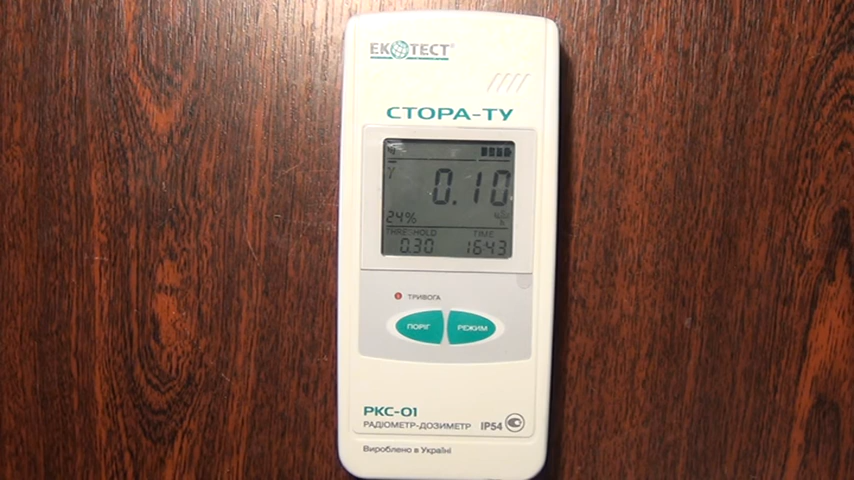 ЕКОТЕСТ®
СТОРА-ТУ
γ
0.10
24%
THRESHOLD TIME
0.30 16:43
ТРИВОГА
ПОРІГ РЕЖИМ
РКС-01
РАДІОМЕТР-ДОЗИМЕТР IP54
Вироблено в Україні